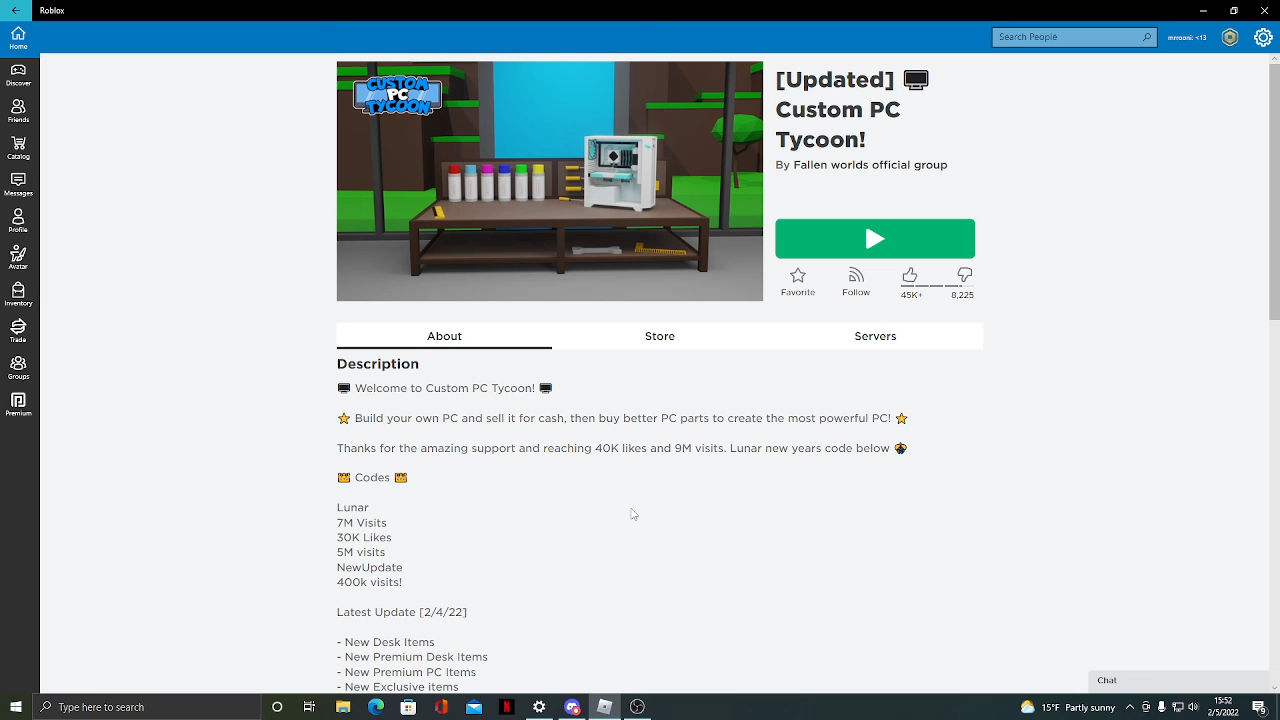 Roblox
Home
Search People
mrrooni: <13
Discover
Friends
Catalog
Messages
Profile
Avatar
Inventory
Trade
Groups
Premium
CUSTOM
PC
TYCOON
[Updated] 🖥️
Custom PC
Tycoon!
By Fallen worlds official group
Favorite
Follow
45K+
8,225
About
Store
Servers
Description
🖥️ Welcome to Custom PC Tycoon! 🖥️
⭐ Build your own PC and sell it for cash, then buy better PC parts to create the most powerful PC! ⭐
Thanks for the amazing support and reaching 40K likes and 9M visits. Lunar new years code below
👑 Codes 👑
Lunar
7M Visits
30K Likes
5M visits
NewUpdate
400k visits!
Latest Update [2/4/22]
- New Desk Items
- New Premium Desk Items
- New Premium PC Items
- New Exclusive items
Chat
Type here to search
15°F Partly sunny
15:52
2/5/2022